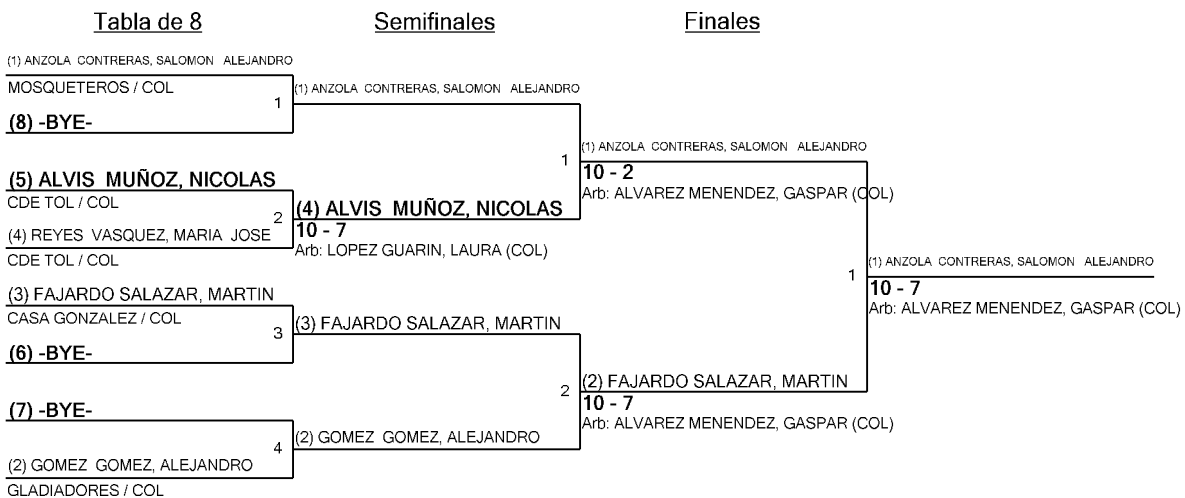 Tabla de 8
Semifinales
Finales
(1) ANZOLA CONTRERAS, SALOMON ALEJANDRO
MOSQUETEROS / COL
1
(8) -BYE-
(5) ALVIS MUÑOZ, NICOLAS
CDE TOL / COL
2
(4) REYES VASQUEZ, MARIA JOSE
CDE TOL / COL
(3) FAJARDO SALAZAR, MARTIN
CASA GONZALEZ / COL
3
(6) -BYE-
(7) -BYE-
4
(2) GOMEZ GOMEZ, ALEJANDRO
GLADIADORES / COL
(1) ANZOLA CONTRERAS, SALOMON ALEJANDRO
1
(4) ALVIS MUÑOZ, NICOLAS
10 - 7
Arb: LOPEZ GUARIN, LAURA (COL)
(3) FAJARDO SALAZAR, MARTIN
2
(2) GOMEZ GOMEZ, ALEJANDRO
(1) ANZOLA CONTRERAS, SALOMON ALEJANDRO
10 - 2
Arb: ALVAREZ MENENDEZ, GASPAR (COL)
1
(2) FAJARDO SALAZAR, MARTIN
10 - 7
Arb: ALVAREZ MENENDEZ, GASPAR (COL)
(1) ANZOLA CONTRERAS, SALOMON ALEJANDRO
10 - 7
Arb: ALVAREZ MENENDEZ, GASPAR (COL)